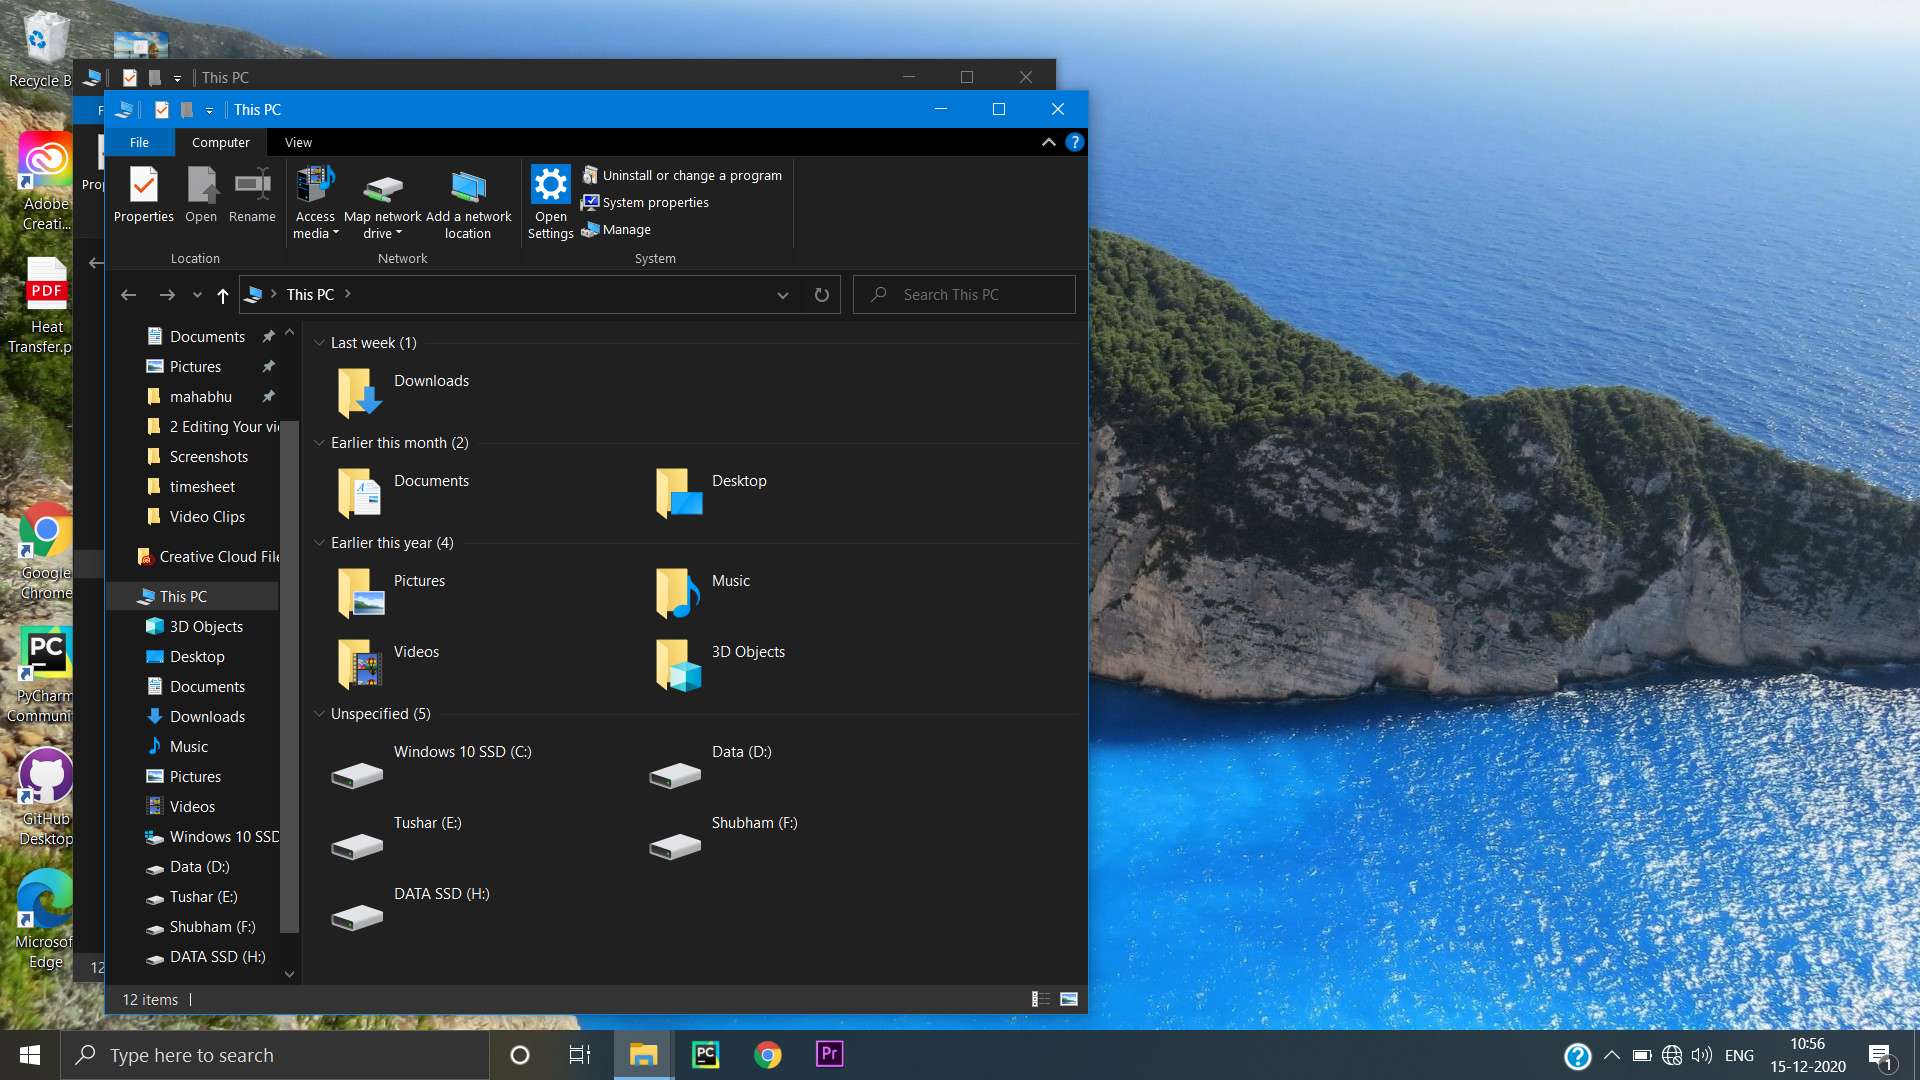 Recycle B
This PC
This PC
File
Computer
View
?
Properties
Open
Rename
Access
media
Map network
drive
Add a network
location
Open
Settings
Uninstall or change a program
System properties
Manage
Location
Network
System
This PC
Search This PC
Adobe
Creati...
PDF
Heat
Transfer.p
Google
Chrome
PC
PyCharm
Communi
GitHub
Desktop
Microsof
Edge
Prop
12
Documents
Pictures
mahabhu
2 Editing Your vi
Screenshots
timesheet
Video Clips
Creative Cloud File
This PC
3D Objects
Desktop
Documents
Downloads
Music
Pictures
Videos
Windows 10 SSD
Data (D:)
Tushar (E:)
Shubham (F:)
DATA SSD (H:)
Last week (1)
Downloads
Earlier this month (2)
Documents
Desktop
Earlier this year (4)
Pictures
Music
Videos
3D Objects
Unspecified (5)
Windows 10 SSD (C:)
Data (D:)
Tushar (E:)
Shubham (F:)
DATA SSD (H:)
12 items
Type here to search
PC
Pr
?
ENG
10:56
15-12-2020
1